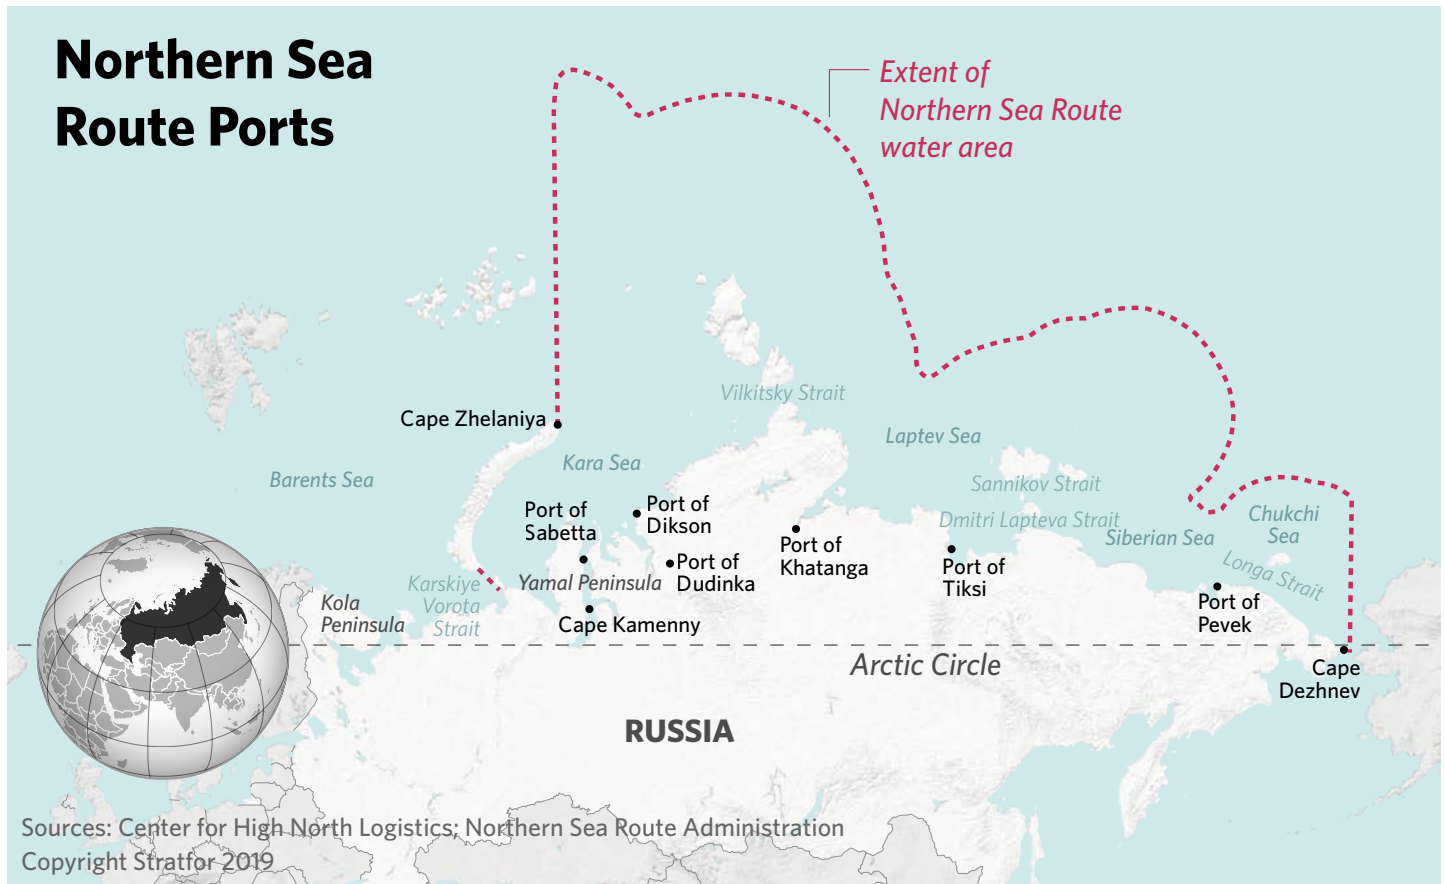 Northern Sea
Route Ports
Extent of
Northern Sea Route
water area
Vilkitsky Strait
Cape Zhelaniya
Laptev Sea
Kara Sea
Barents Sea
Sannikov Strait
Port of
Sabetta
Port of
Dikson
Dmitri Lapteva Strait
Chukchi
Sea
Siberian Sea
Port of
Khatanga
Port of
Tiksi
Longa Strait
Port of
Dudinka
Yamal Peninsula
Karskiye
Vorota
Strait
Kola
Peninsula
Port of
Pevek
Cape Kamenny
Arctic Circle
Cape
Dezhnev
RUSSIA
Sources: Center for High North Logistics; Northern Sea Route Administration
Copyright Stratfor 2019